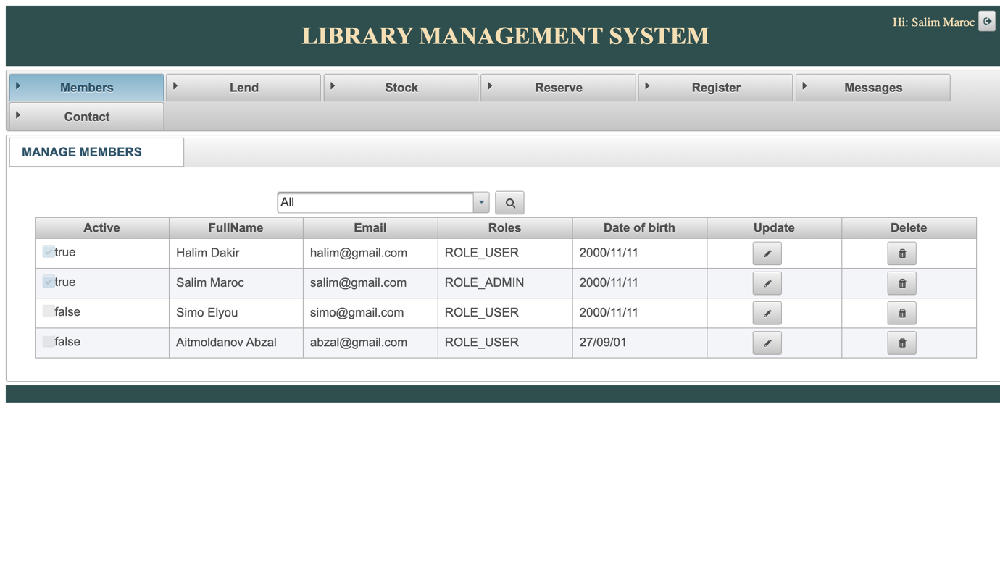 Hi: Salim Maroc
LIBRARY MANAGEMENT SYSTEM
Members Lend Stock Reserve Register Messages
Contact
MANAGE MEMBERS
All
Active FullName Email Roles Date of birth Update Delete
true Halim Dakir halim@gmail.com ROLE_USER 2000/11/11
true Salim Maroc salim@gmail.com ROLE_ADMIN 2000/11/11
false Simo Elyou simo@gmail.com ROLE_USER 2000/11/11
false Aitmoldanov Abzal abzal@gmail.com ROLE_USER 27/09/01